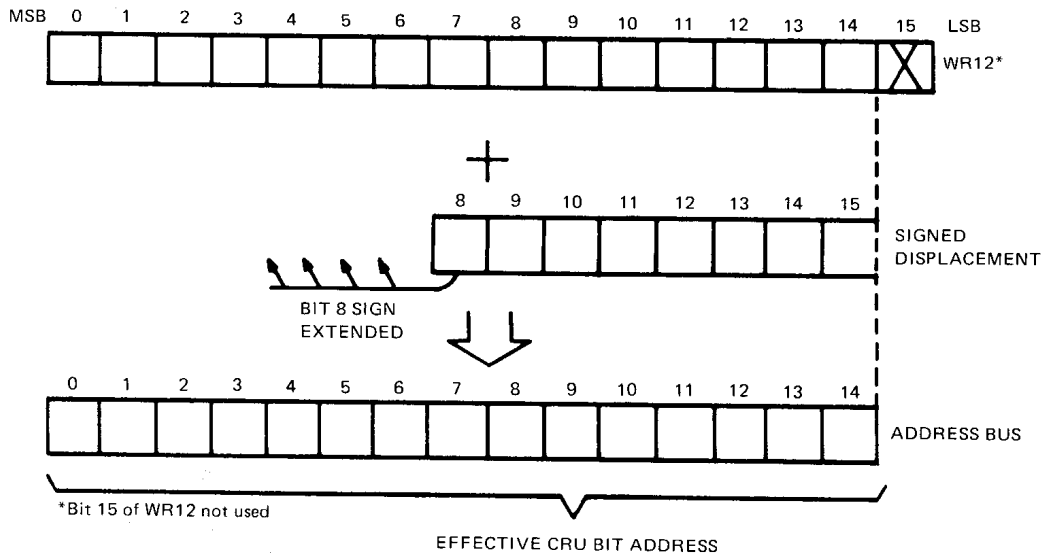 MSB 0 1 2 3 4 5 6 7 8 9 10 11 12 13 14 15 LSB
WR12*
8 9 10 11 12 13 14 15
SIGNED
DISPLACEMENT
BIT 8 SIGN
EXTENDED
0 1 2 3 4 5 6 7 8 9 10 11 12 13 14
ADDRESS BUS
*Bit 15 of WR12 not used
EFFECTIVE CRU BIT ADDRESS